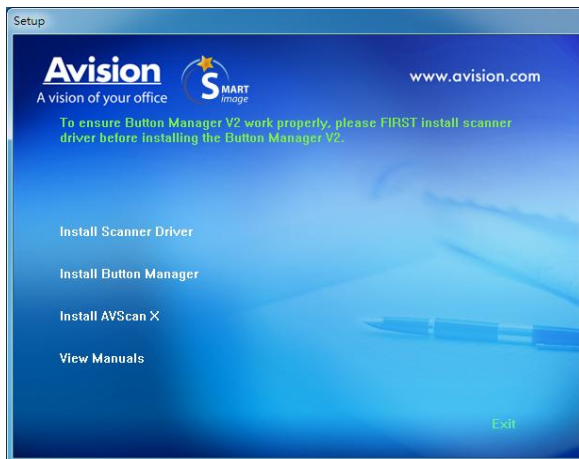 Setup
Avision
A vision of your office
SMART
Image
www.avision.com
To ensure Button Manager V2 work properly, please FIRST install scanner
driver before installing the Button Manager V2.
Install Scanner Driver
Install Button Manager
Install AVScan X
View Manuals
Exit